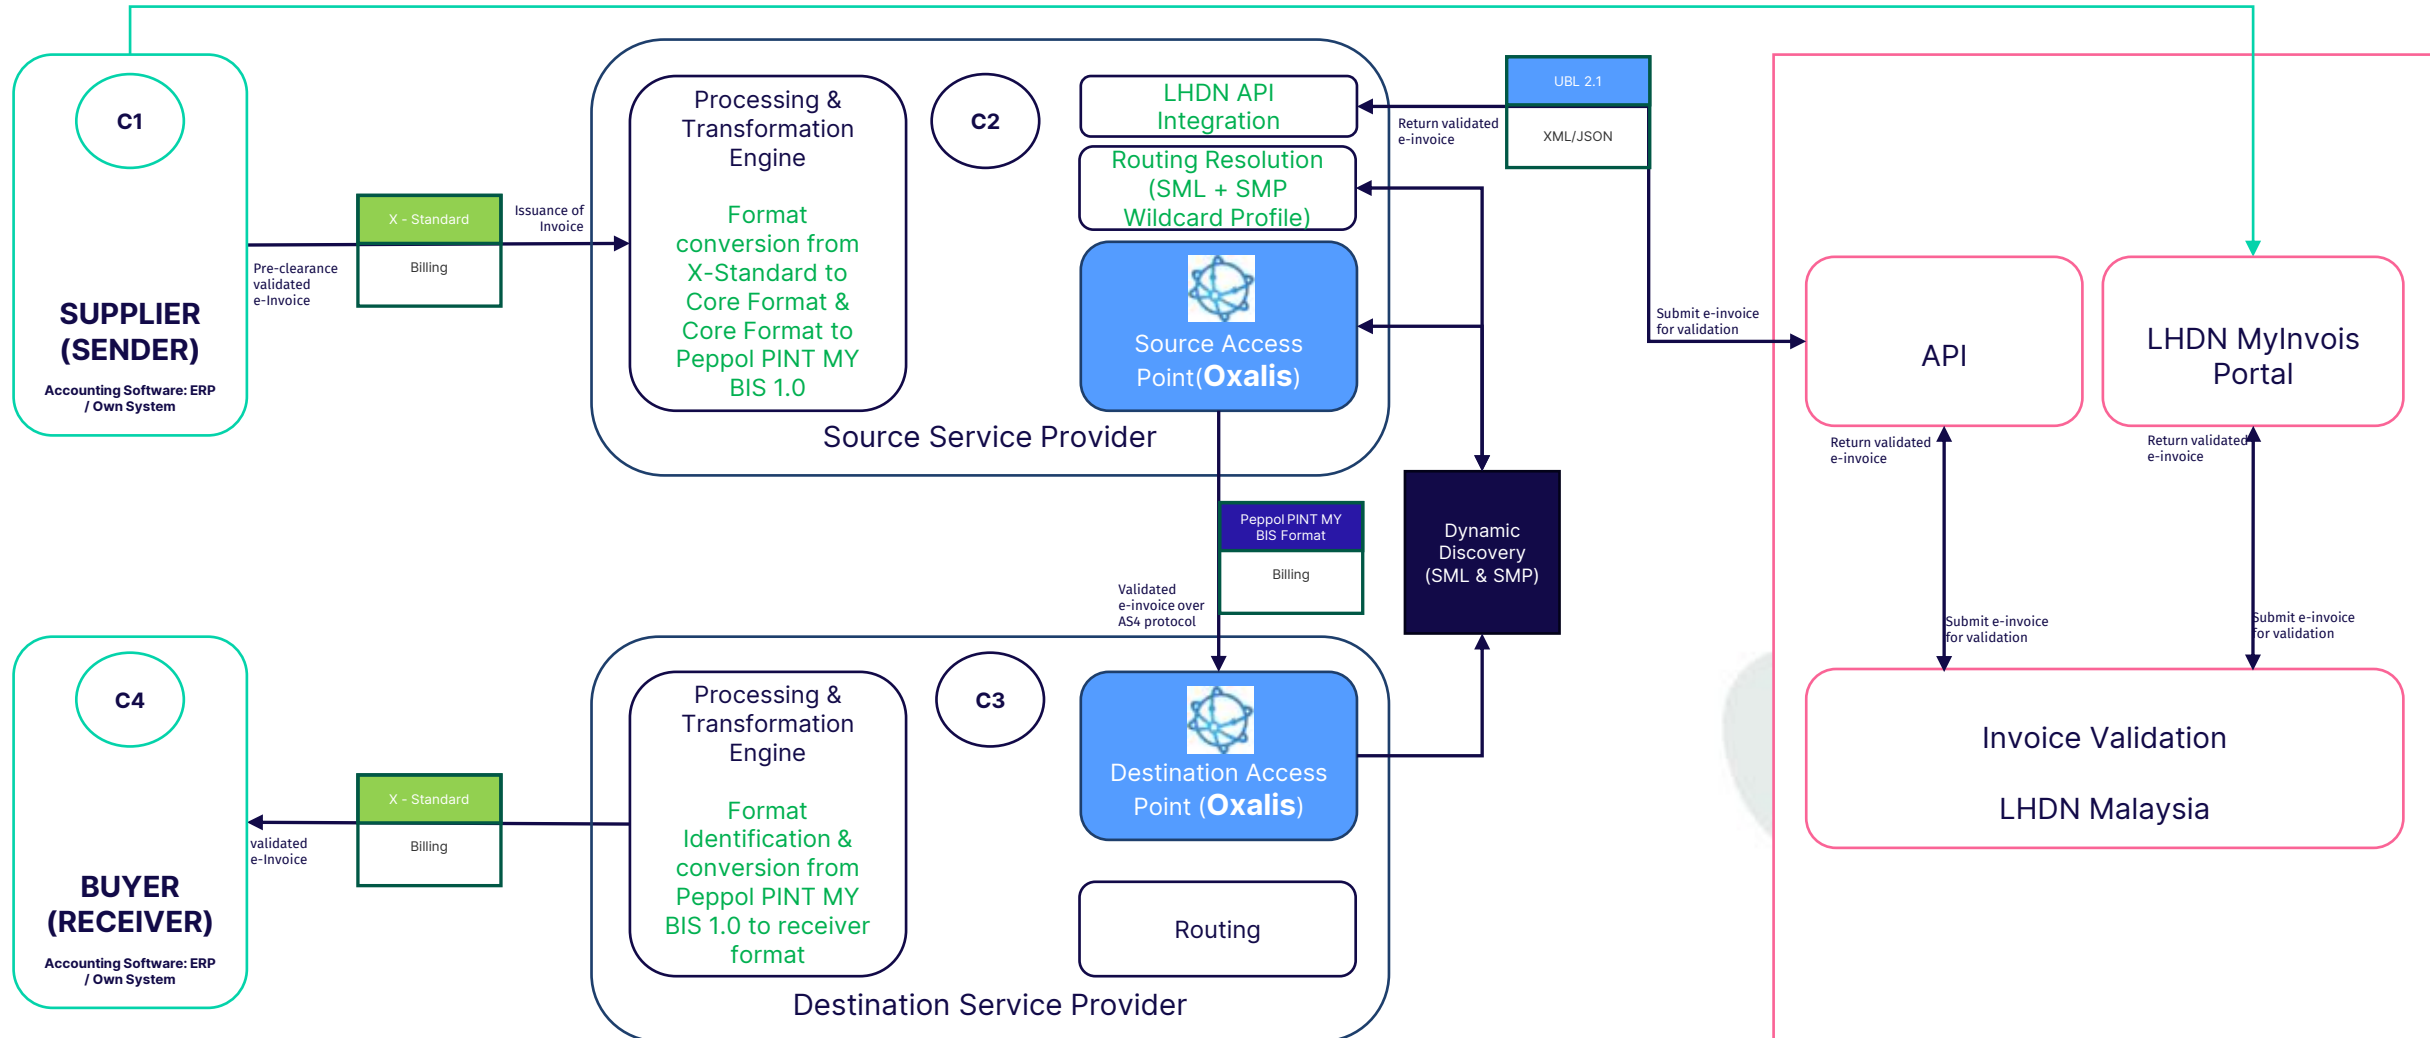 C1
SUPPLIER
(SENDER)
Accounting Software: ERP
/ Own System
Pre-clearance
validated
e-Invoice
X - Standard
Billing
Issuance of
Invoice
Processing &
Transformation
Engine
Format
conversion from
X-Standard to
Core Format &
Core Format to
Peppol PINT MY
BIS 1.0
C2
LHDN API
Integration
Routing Resolution
(SML + SMP
Wildcard Profile)
Source Access
Point(Oxalis)
Source Service Provider
Return validated
e-invoice
UBL 2.1
XML/JSON
Submit e-invoice
for validation
API
LHDN MyInvois
Portal
Return validated
e-invoice
Return validated
e-invoice
Submit e-invoice
for validation
Submit e-invoice
for validation
Invoice Validation
LHDN Malaysia
Peppol PINT MY
BIS Format
Billing
Validated
e-invoice over
AS4 protocol
Dynamic
Discovery
(SML & SMP)
C4
BUYER
(RECEIVER)
Accounting Software: ERP
/ Own System
validated
e-Invoice
X - Standard
Billing
Processing &
Transformation
Engine
Format
Identification &
conversion from
Peppol PINT MY
BIS 1.0 to receiver
format
C3
Destination Access
Point (Oxalis)
Routing
Destination Service Provider